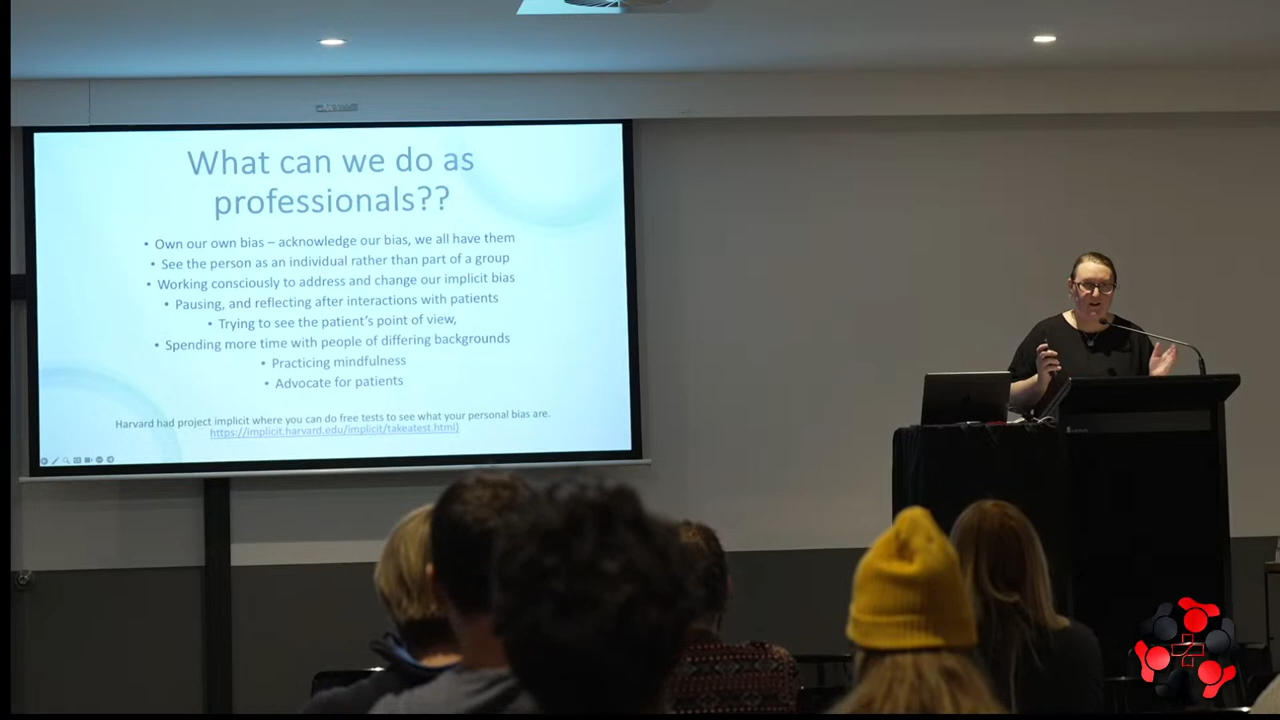 What can we do as
professionals??
• Own our own bias – acknowledge our bias, we all have them
• See the person as an individual rather than part of a group
• Working consciously to address and change our implicit bias
• Pausing, and reflecting after interactions with patients
• Trying to see the patient's point of view,
• Spending more time with people of differing backgrounds
• Practicing mindfulness
• Advocate for patients
Harvard had project implicit where you can do free tests to see what your personal bias are.
https://implicit.harvard.edu/implicit/takeatest.html)